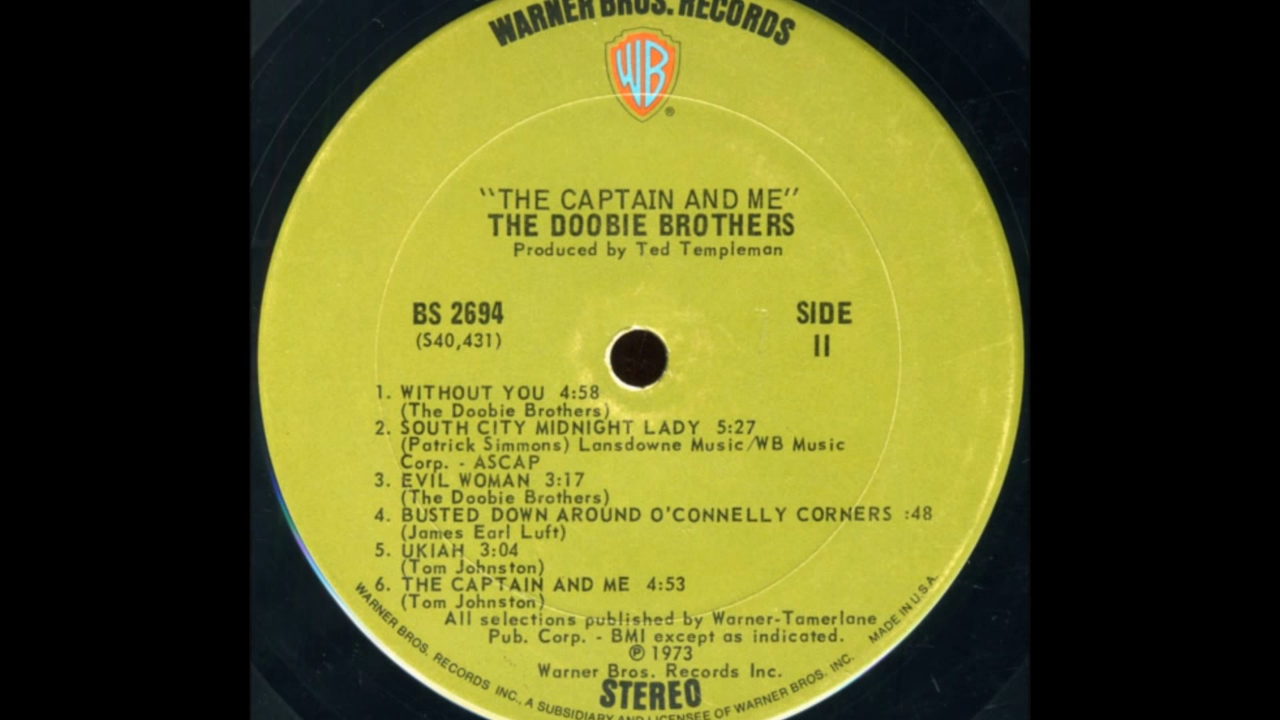 WARNER BROS. RECORDS
WB
®
"THE CAPTAIN AND ME"
THE DOOBIE BROTHERS
Produced by Ted Templeman
BS 2694
(S40,431)
SIDE
II
1. WITHOUT YOU 4:58
(The Doobie Brothers)
2. SOUTH CITY MIDNIGHT LADY 5:27
(Patrick Simmons) Lansdowne Music/WB Music
Corp. - ASCAP
3. EVIL WOMAN 3:17
(The Doobie Brothers)
4. BUSTED DOWN AROUND O'CONNELLY CORNERS :48
(James Earl Luft)
5. UKIAH 3:04
(Tom Johnston)
6. THE CAPTAIN AND ME 4:53
(Tom Johnston)
All selections published by Warner-Tamerlane
Pub. Corp. - BMI except as indicated.
℗ 1973
Warner Bros. Records Inc.
STEREO
WARNER BROS. RECORDS INC., A SUBSIDIARY AND LICENSEE OF WARNER BROS. INC. MADE IN U.S.A.